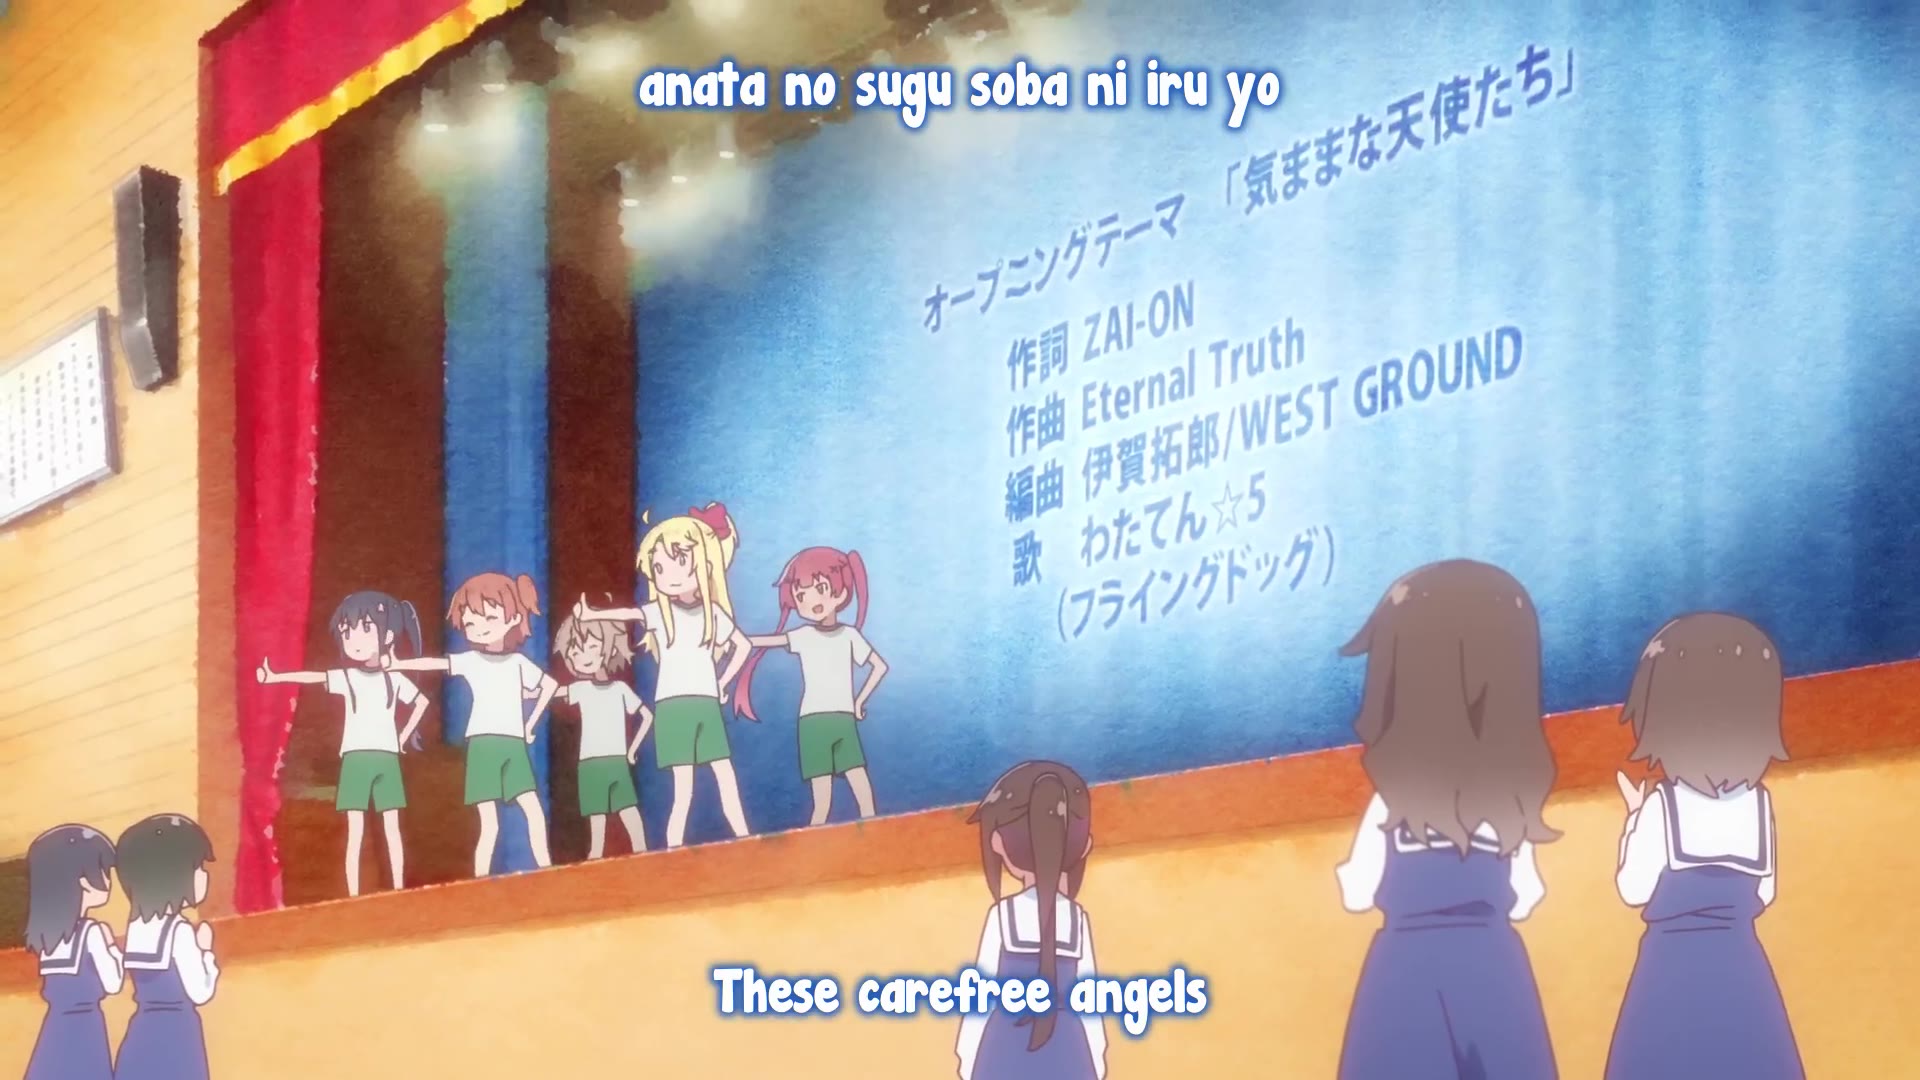 anata no sugu soba ni iru yo
オープニングテーマ 「気ままな天使たち」
作詞 ZAI-ON
作曲 Eternal Truth
編曲 伊賀拓郎/WEST GROUND
歌 わたてん☆5
(フライングドッグ)
These carefree angels